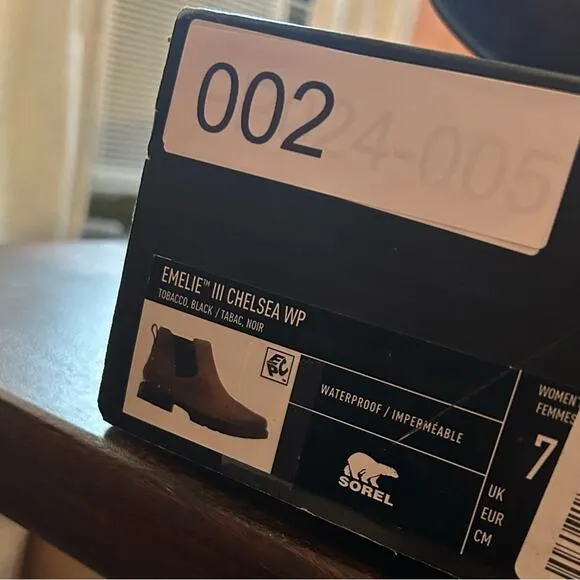 002
24-005
EMELIE™ III CHELSEA WP
TOBACCO, BLACK / TABAC, NOIR
EPC
WATERPROOF / IMPERMÉABLE
SOREL
WOMEN'
FEMMES
7
UK
EUR
CM